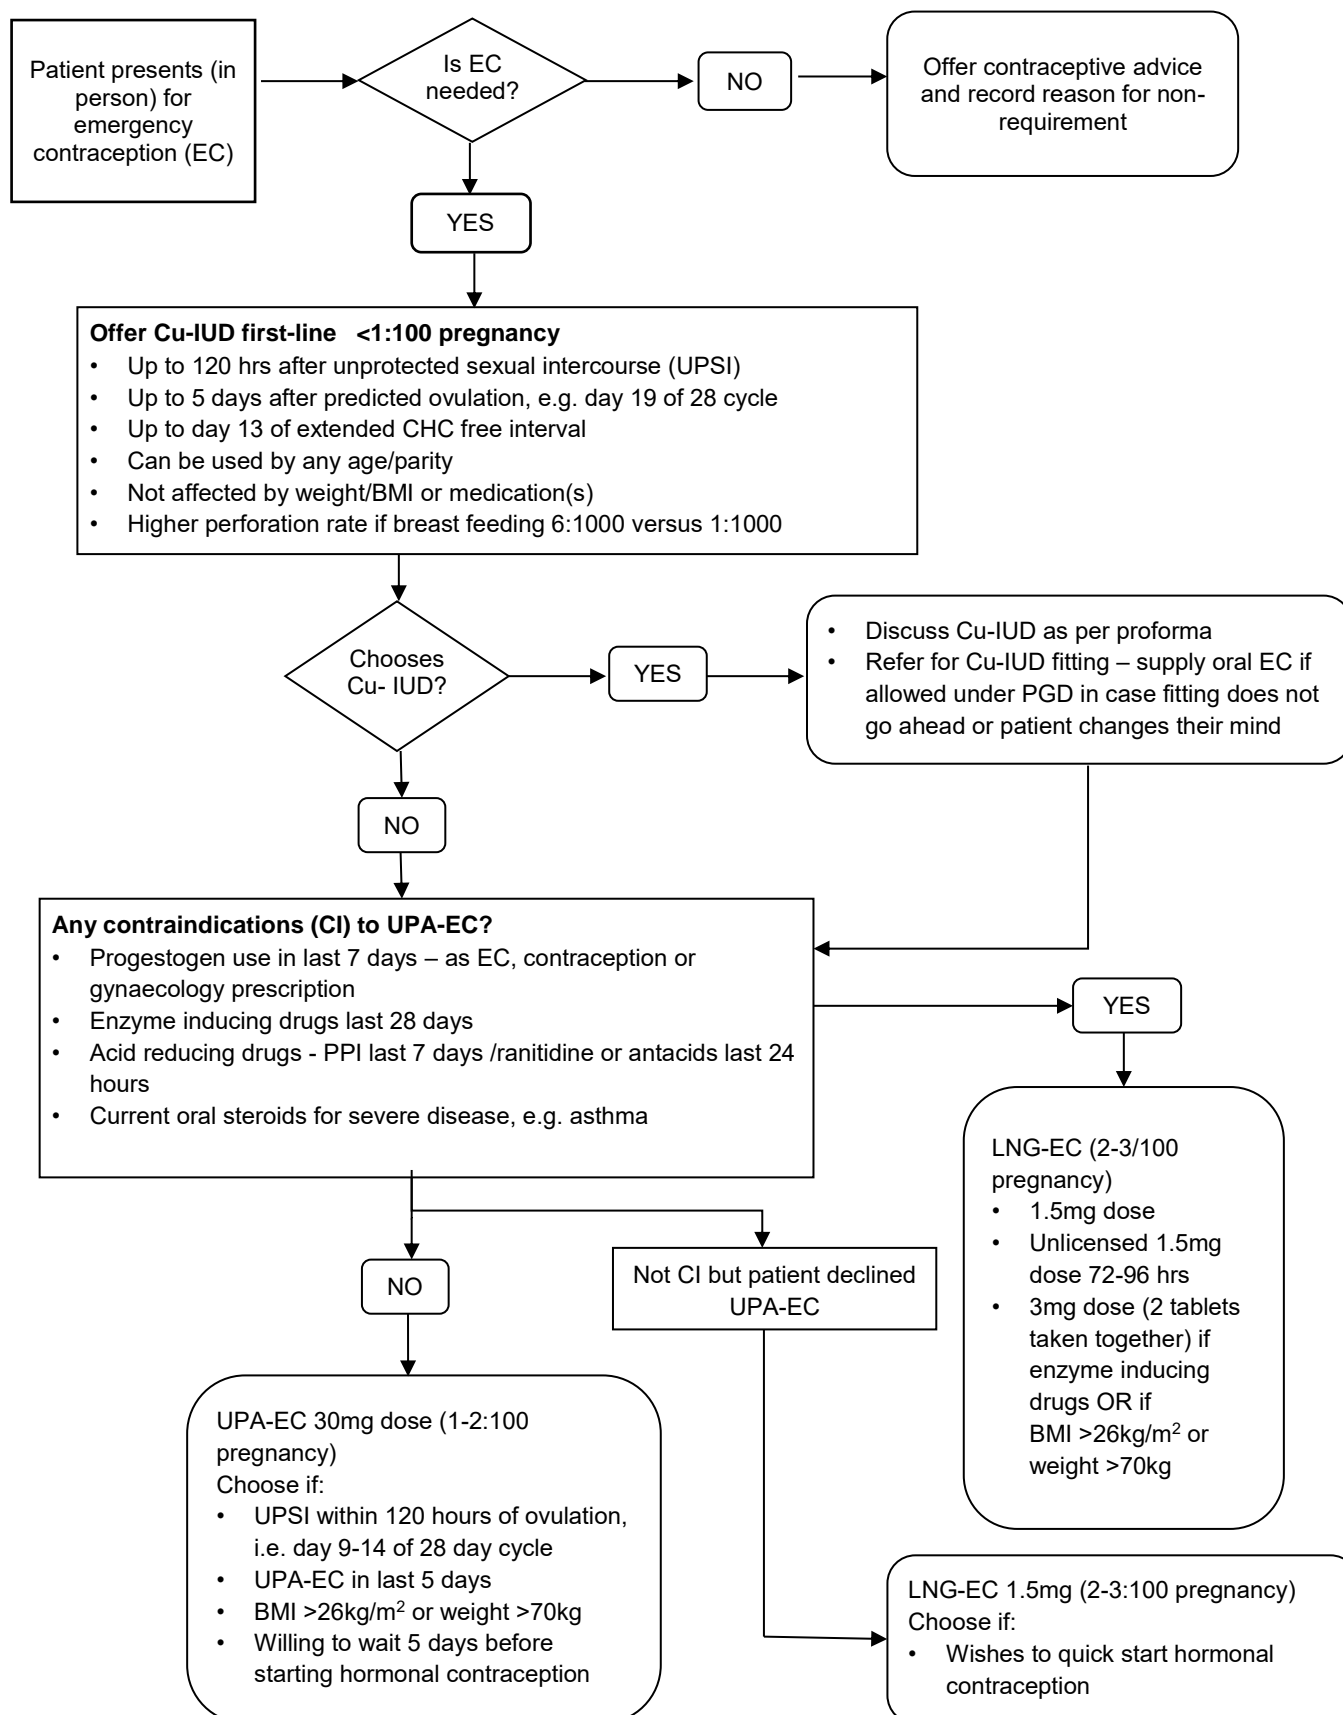 Patient presents (in
person) for
emergency
contraception (EC)
Is EC
needed?
NO
Offer contraceptive advice
and record reason for non-
requirement
YES
Offer Cu-IUD first-line   <1:100 pregnancy
• Up to 120 hrs after unprotected sexual intercourse (UPSI)
• Up to 5 days after predicted ovulation, e.g. day 19 of 28 cycle
• Up to day 13 of extended CHC free interval
• Can be used by any age/parity
• Not affected by weight/BMI or medication(s)
• Higher perforation rate if breast feeding 6:1000 versus 1:1000
Chooses
Cu- IUD?
YES
• Discuss Cu-IUD as per proforma
• Refer for Cu-IUD fitting – supply oral EC if
allowed under PGD in case fitting does not
go ahead or patient changes their mind
NO
Any contraindications (CI) to UPA-EC?
• Progestogen use in last 7 days – as EC, contraception or
gynaecology prescription
• Enzyme inducing drugs last 28 days
• Acid reducing drugs - PPI last 7 days /ranitidine or antacids last 24
hours
• Current oral steroids for severe disease, e.g. asthma
YES
LNG-EC (2-3/100
pregnancy)
• 1.5mg dose
• Unlicensed 1.5mg
dose 72-96 hrs
• 3mg dose (2 tablets
taken together) if
enzyme inducing
drugs OR if
BMI >26kg/m² or
weight >70kg
NO
Not CI but patient declined
UPA-EC
UPA-EC 30mg dose (1-2:100
pregnancy)
Choose if:
• UPSI within 120 hours of ovulation,
i.e. day 9-14 of 28 day cycle
• UPA-EC in last 5 days
• BMI >26kg/m² or weight >70kg
• Willing to wait 5 days before
starting hormonal contraception
LNG-EC 1.5mg (2-3:100 pregnancy)
Choose if:
• Wishes to quick start hormonal
contraception